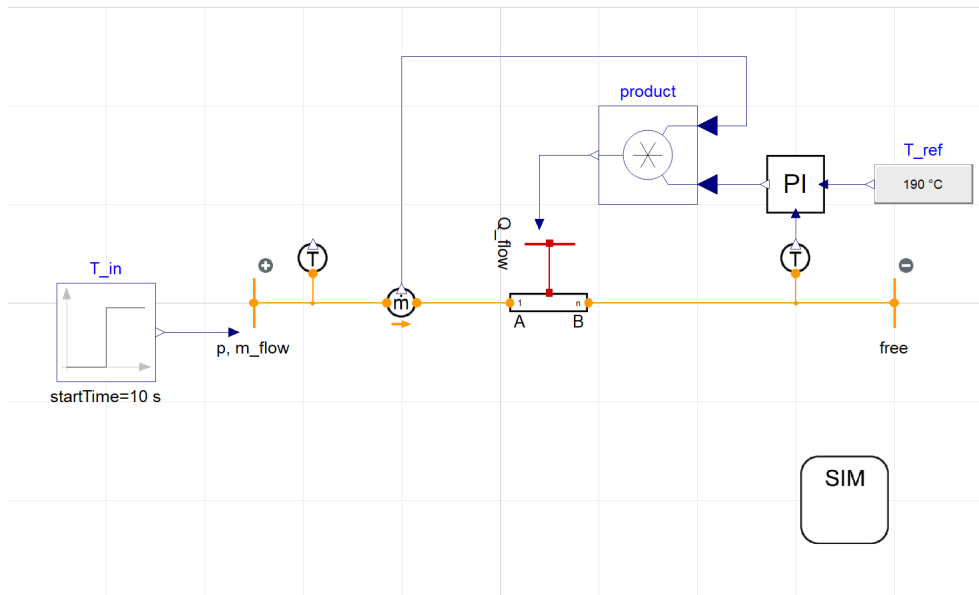 product
T_ref
PI
190 °C
Q_flow
T_in
T
ṁ
T
1
n
A
B
p, m_flow
free
startTime=10 s
SIM